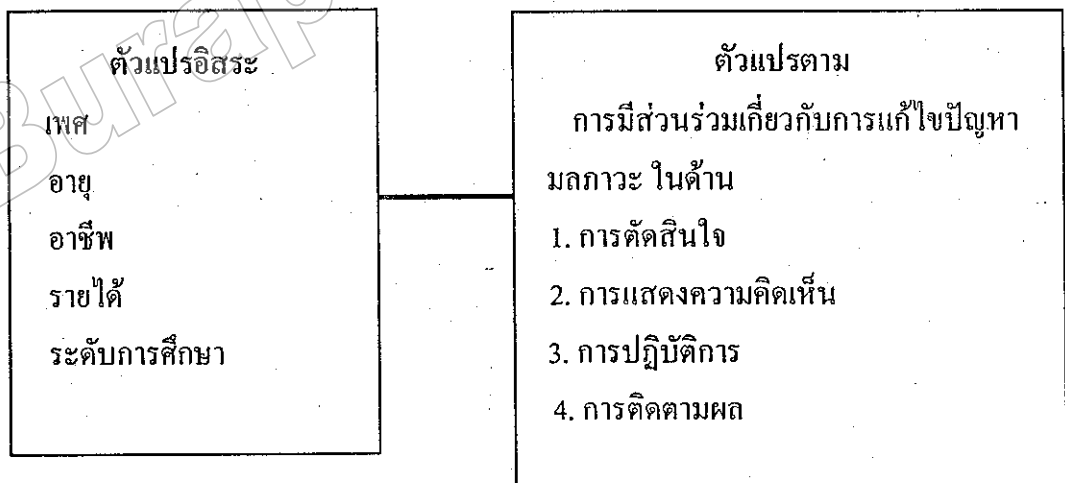 ตัวแปรอิสระ
เพศ
อายุ
อาชีพ
รายได้
ระดับการศึกษา
ตัวแปรตาม
การมีส่วนร่วมเกี่ยวกับการแก้ไขปัญหา
มลภาวะ ในด้าน
1. การตัดสินใจ
2. การแสดงความคิดเห็น
3. การปฏิบัติการ
4. การติดตามผล
Burap